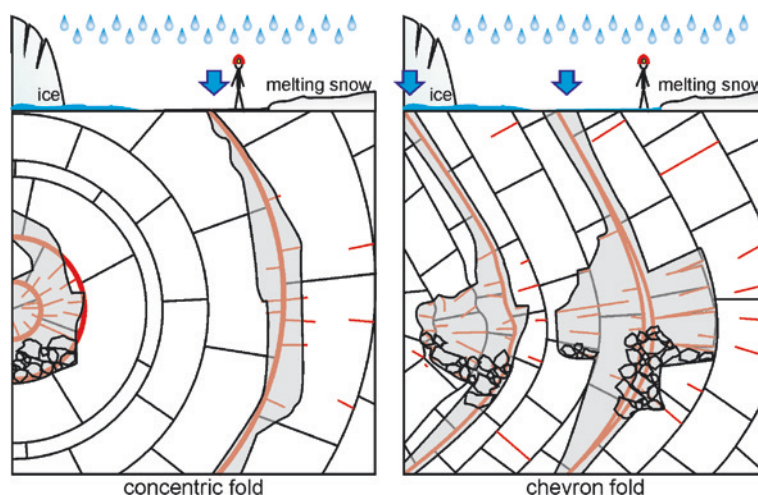 ice
melting snow
ice
melting snow
concentric fold
chevron fold